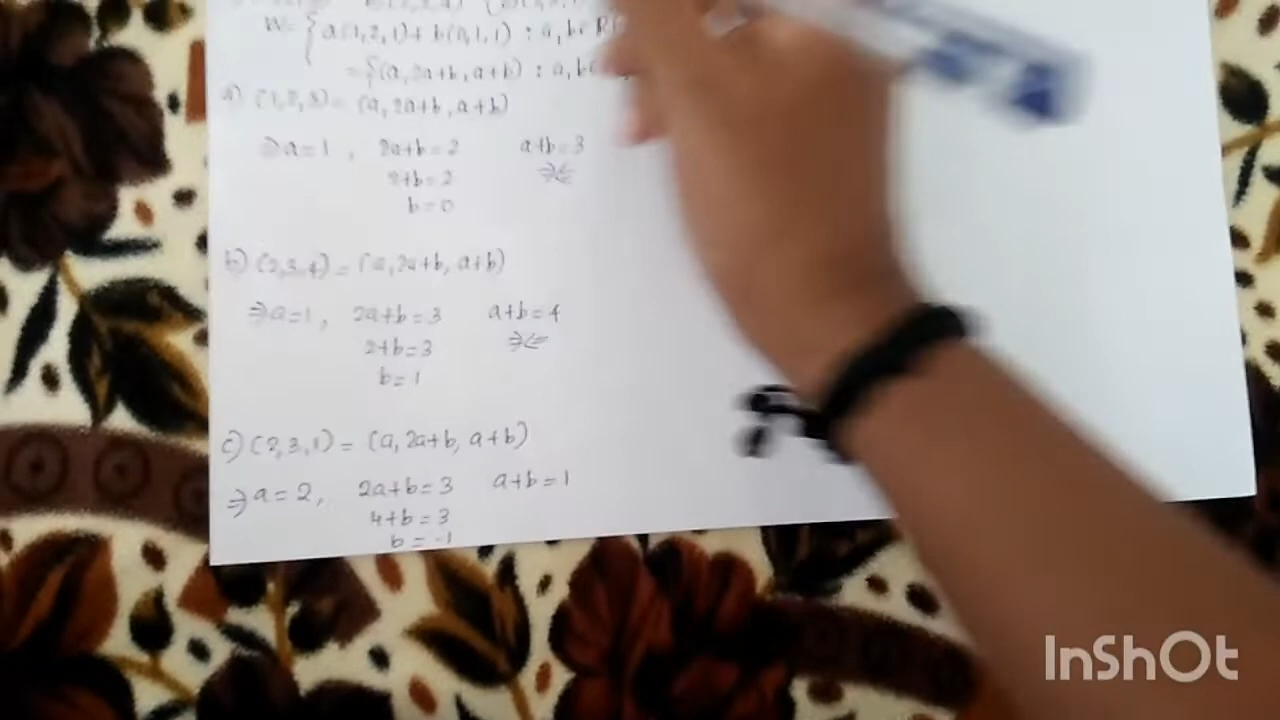 W = { a(1,2,1) + b(0,1,1) : a, b ∈ R
= { (a, 2a+b, a+b) : a, b
a) (1,2,3) = (a, 2a+b, a+b)
⇒ a=1, 2a+b=2 a+b=3
2+b=2 ⇒⇐
b=0
b) (2,3,4) = (a, 2a+b, a+b)
⇒ a=1, 2a+b=3 a+b=4
2+b=3 ⇒⇐
b=1
c) (2,3,1) = (a, 2a+b, a+b)
⇒ a=2, 2a+b=3 a+b=1
4+b=3
b=-1
InShOt